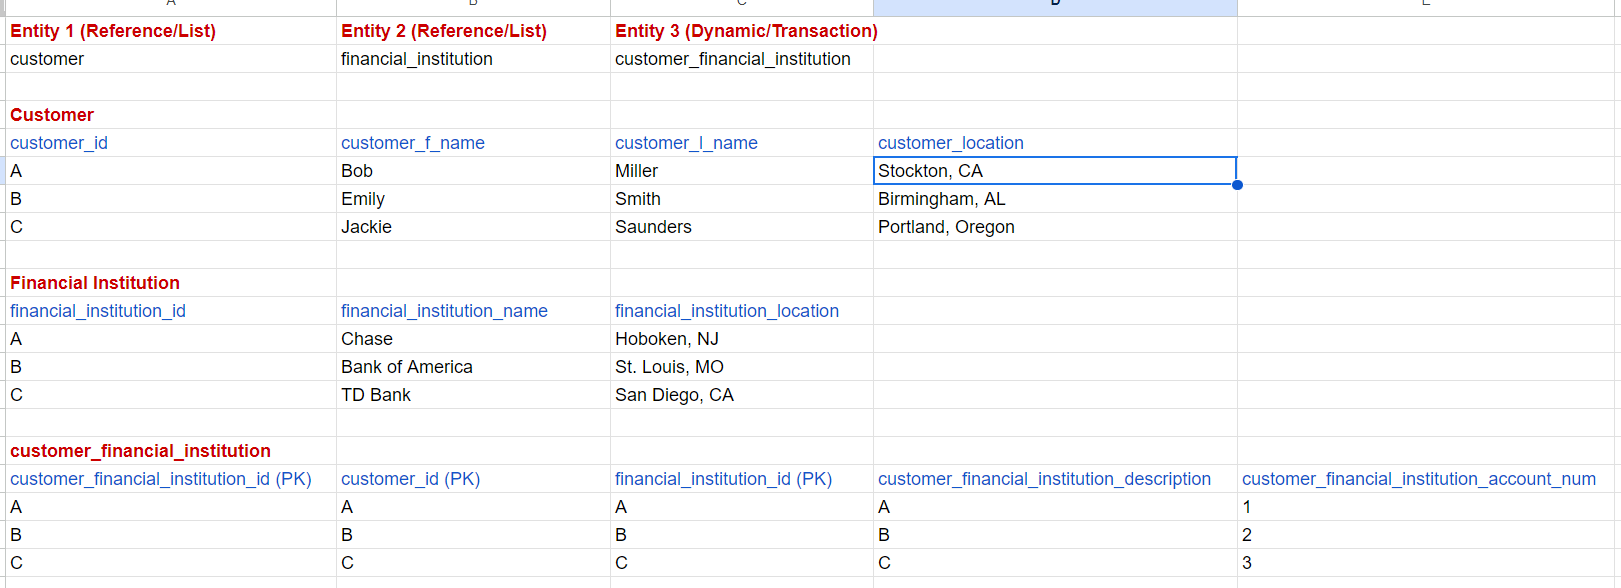 Entity 1 (Reference/List) Entity 2 (Reference/List) Entity 3 (Dynamic/Transaction)
customer financial_institution customer_financial_institution
Customer
customer_id customer_f_name customer_l_name customer_location
A Bob Miller Stockton, CA
B Emily Smith Birmingham, AL
C Jackie Saunders Portland, Oregon
Financial Institution
financial_institution_id financial_institution_name financial_institution_location
A Chase Hoboken, NJ
B Bank of America St. Louis, MO
C TD Bank San Diego, CA
customer_financial_institution
customer_financial_institution_id (PK) customer_id (PK) financial_institution_id (PK) customer_financial_institution_description customer_financial_institution_account_num
A A A A 1
B B B B 2
C C C C 3